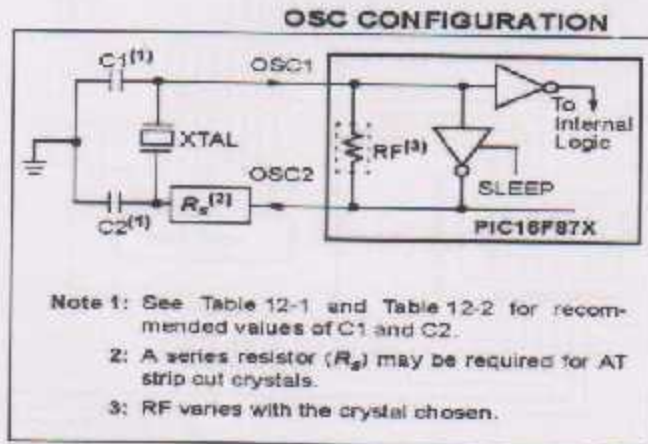 OSC CONFIGURATION
C1(1)
OSC1
To
Internal
Logic
XTAL
RF(3)
OSC2
SLEEP
Rs(2)
C2(1)
PIC16F87X
Note 1: See Table 12-1 and Table 12-2 for recom-
mended values of C1 and C2.
2: A series resistor (Rs) may be required for AT
strip cut crystals.
3: RF varies with the crystal chosen.